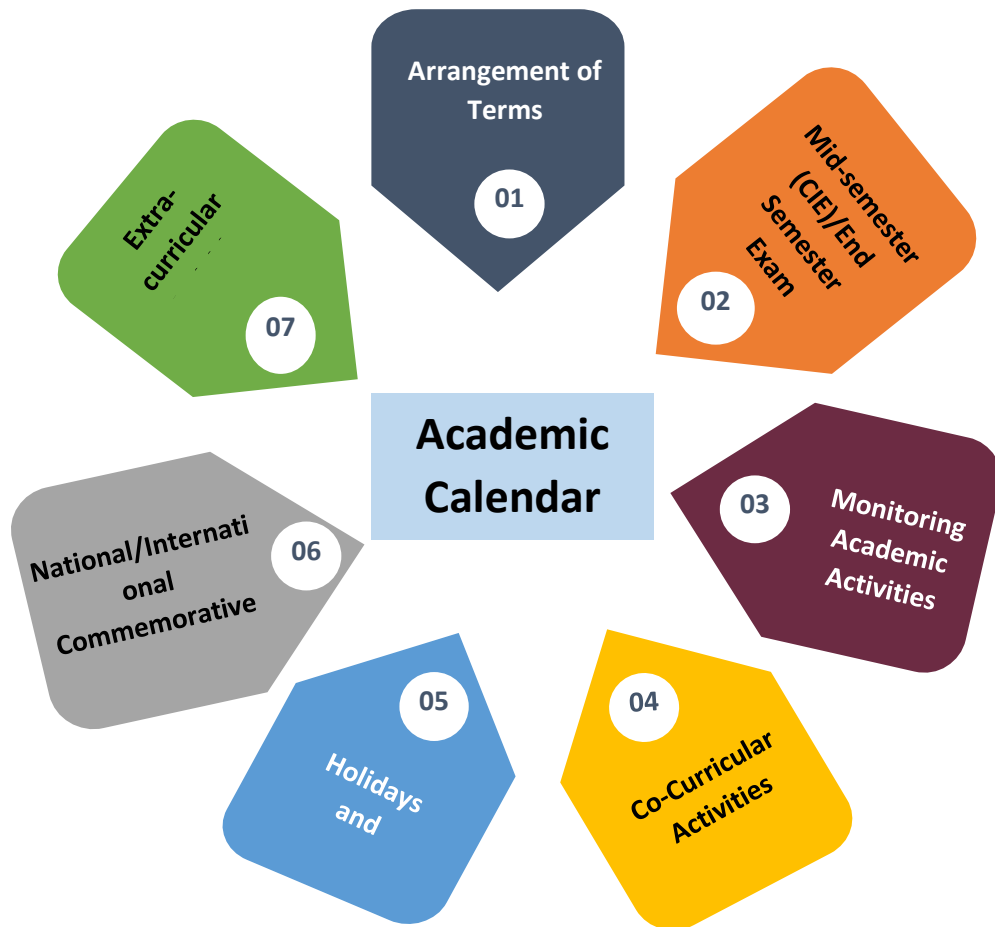 Arrangement of
Terms
01
Mid-semester
(CIE)/End
Semester
Exam
02
03
Monitoring
Academic
Activities
04
Co-Curricular
Activities
05
Holidays
and
06
National/Internati
onal
Commemorative
07
Extra-
curricular
Academic
Calendar